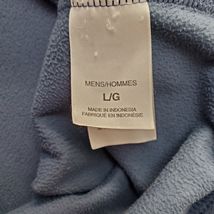 MENS/HOMMES
L/G
MADE IN INDONESIA
FABRIQUÉ EN INDONÉSIE